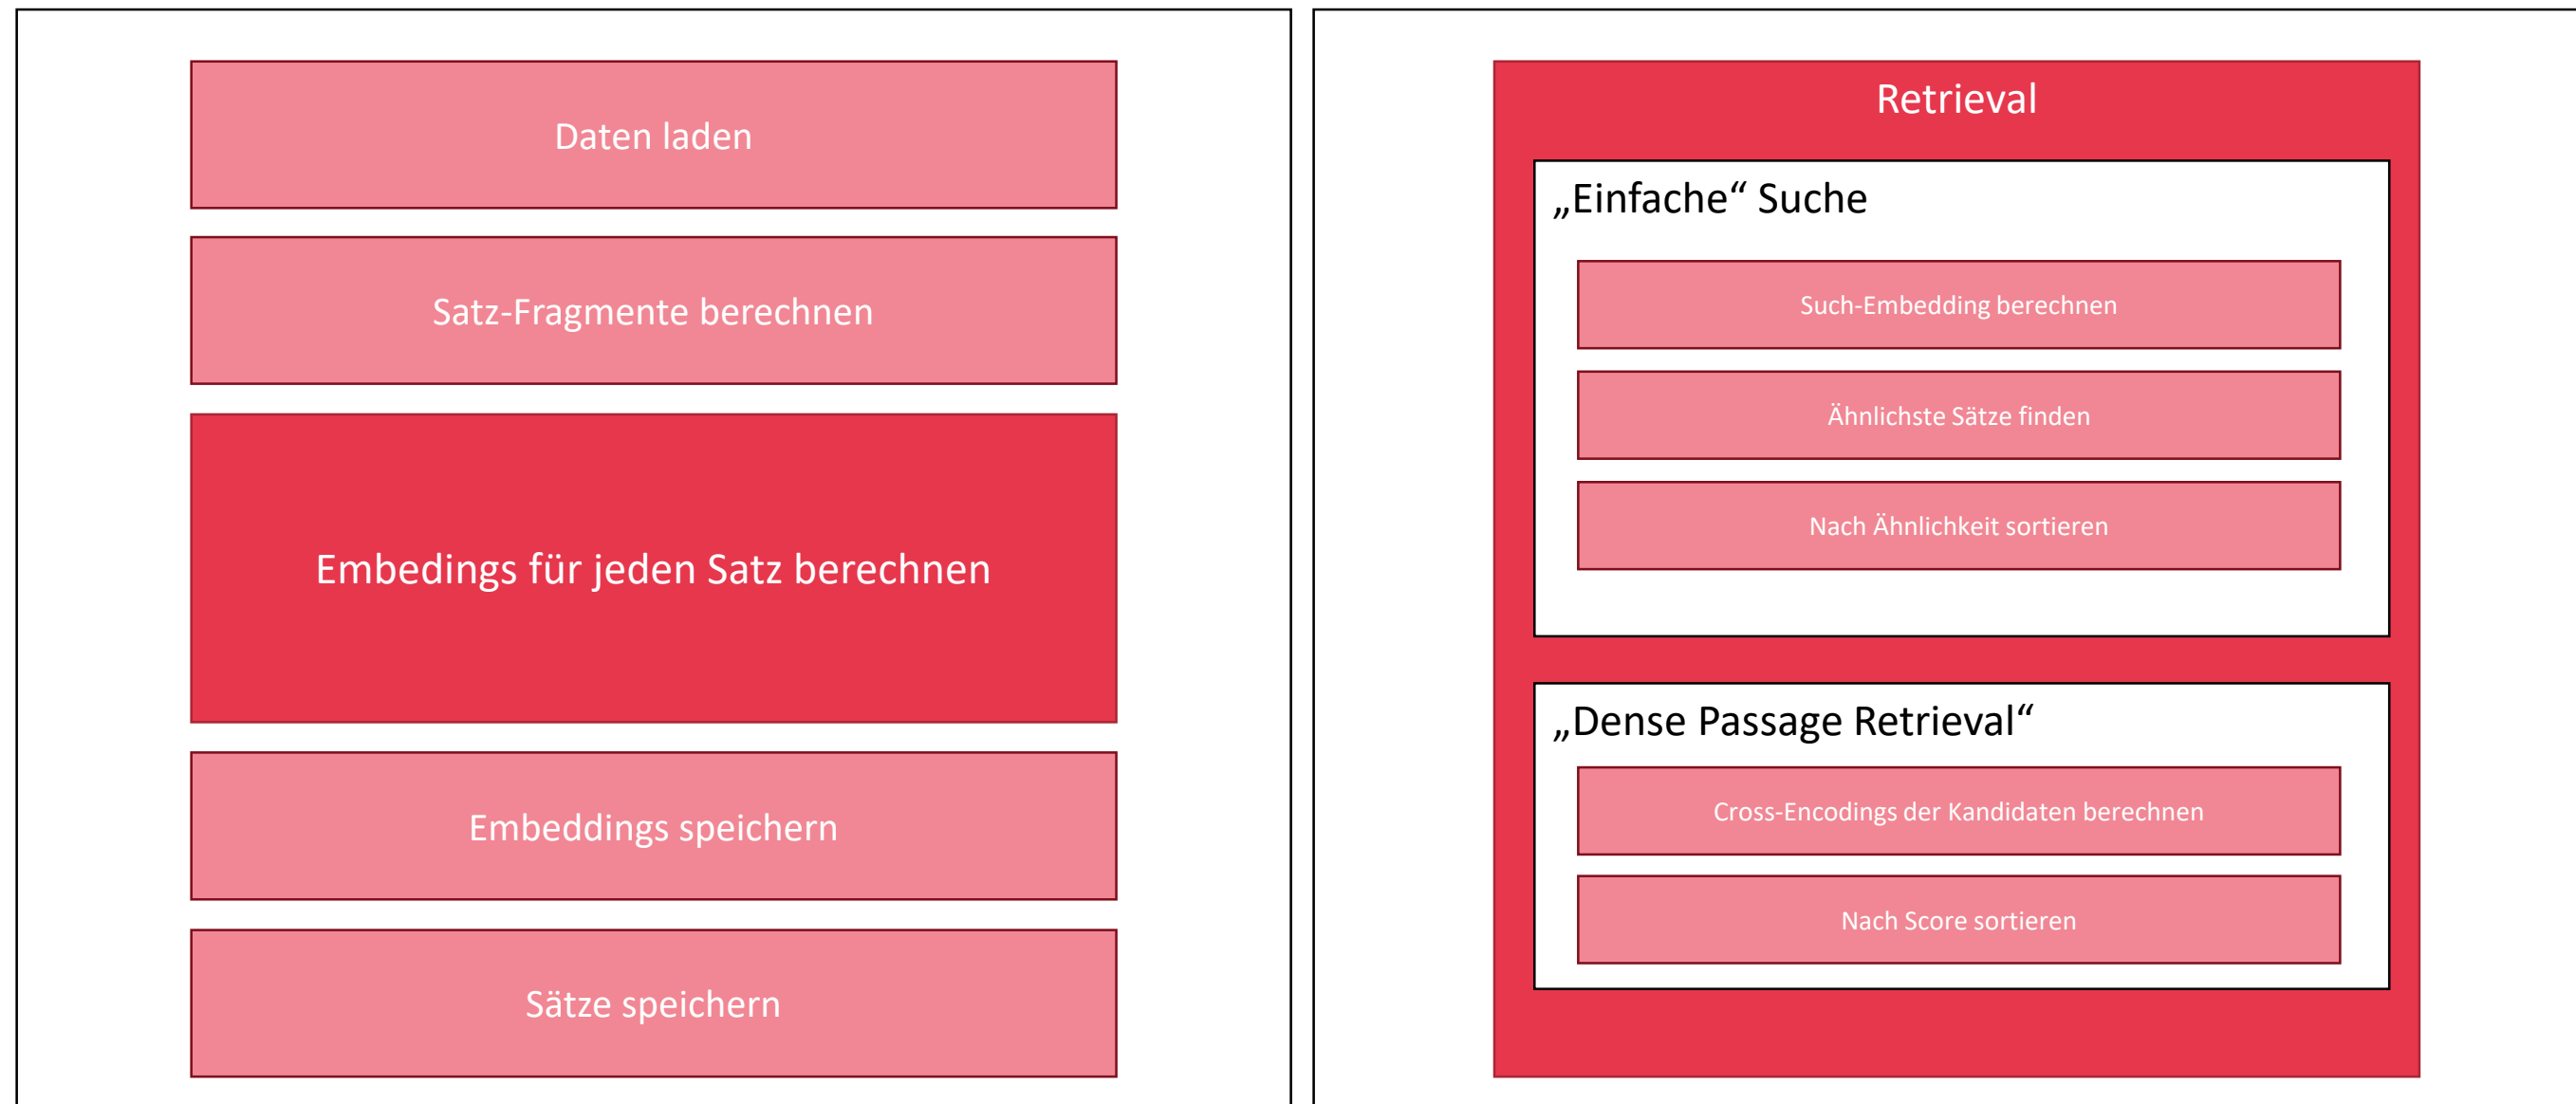 Daten laden
Satz-Fragmente berechnen
Embedings für jeden Satz berechnen
Embeddings speichern
Sätze speichern
Retrieval
„Einfache“ Suche
Such-Embedding berechnen
Ähnlichste Sätze finden
Nach Ähnlichkeit sortieren
„Dense Passage Retrieval“
Cross-Encodings der Kandidaten berechnen
Nach Score sortieren